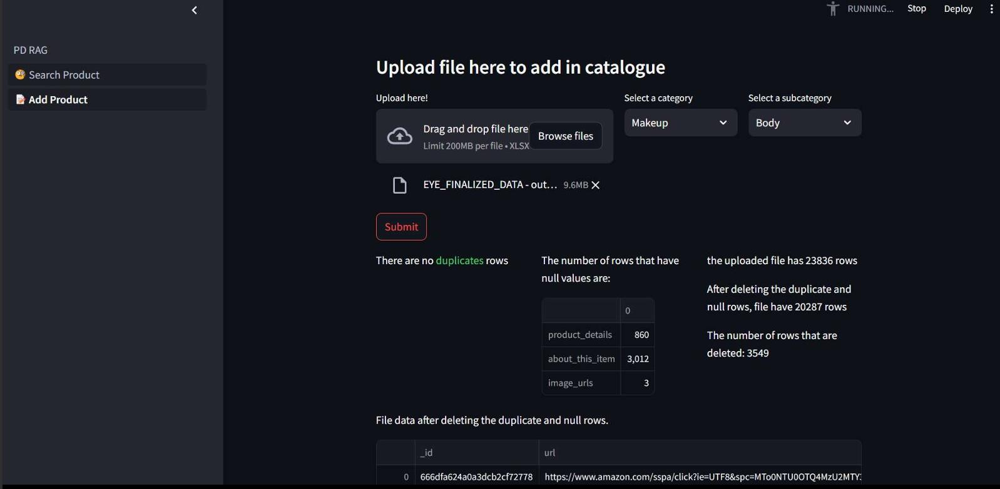 RUNNING...
Stop
Deploy
PD RAG
Search Product
Add Product
Upload file here to add in catalogue
Upload here!
Drag and drop file here
Limit 200MB per file • XLSX
Browse files
Select a category
Makeup
Select a subcategory
Body
EYE_FINALIZED_DATA - out... 9.6MB
Submit
There are no duplicates rows
The number of rows that have
null values are:
0
product_details 860
about_this_item 3,012
image_urls 3
the uploaded file has 23836 rows
After deleting the duplicate and
null rows, file have 20287 rows
The number of rows that are
deleted: 3549
File data after deleting the duplicate and null rows.
_id url
0 666dfa624a0a3dcb2cf72778 https://www.amazon.com/sspa/click?ie=UTF8&spc=MTo0NTU0OTQ4MzU2MTY